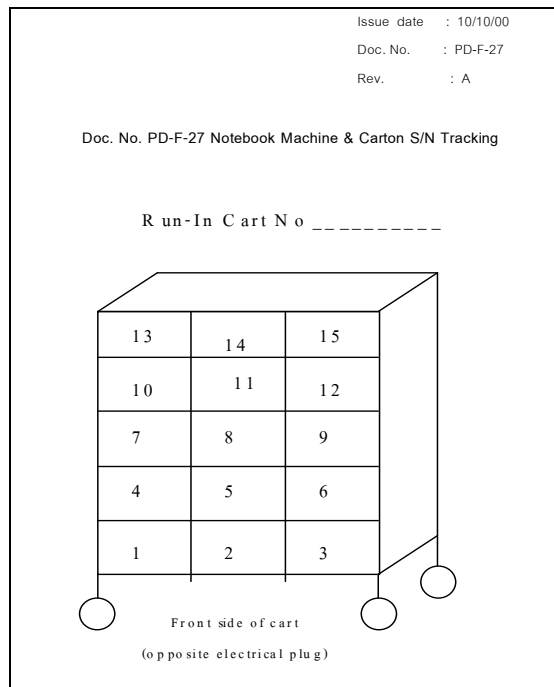 Issue date : 10/10/00
Doc. No. : PD-F-27
Rev. : A
Doc. No. PD-F-27 Notebook Machine & Carton S/N Tracking
Run-In Cart No __________
13 14 15
10 11 12
7 8 9
4 5 6
1 2 3
Front side of cart
(opposite electrical plug)